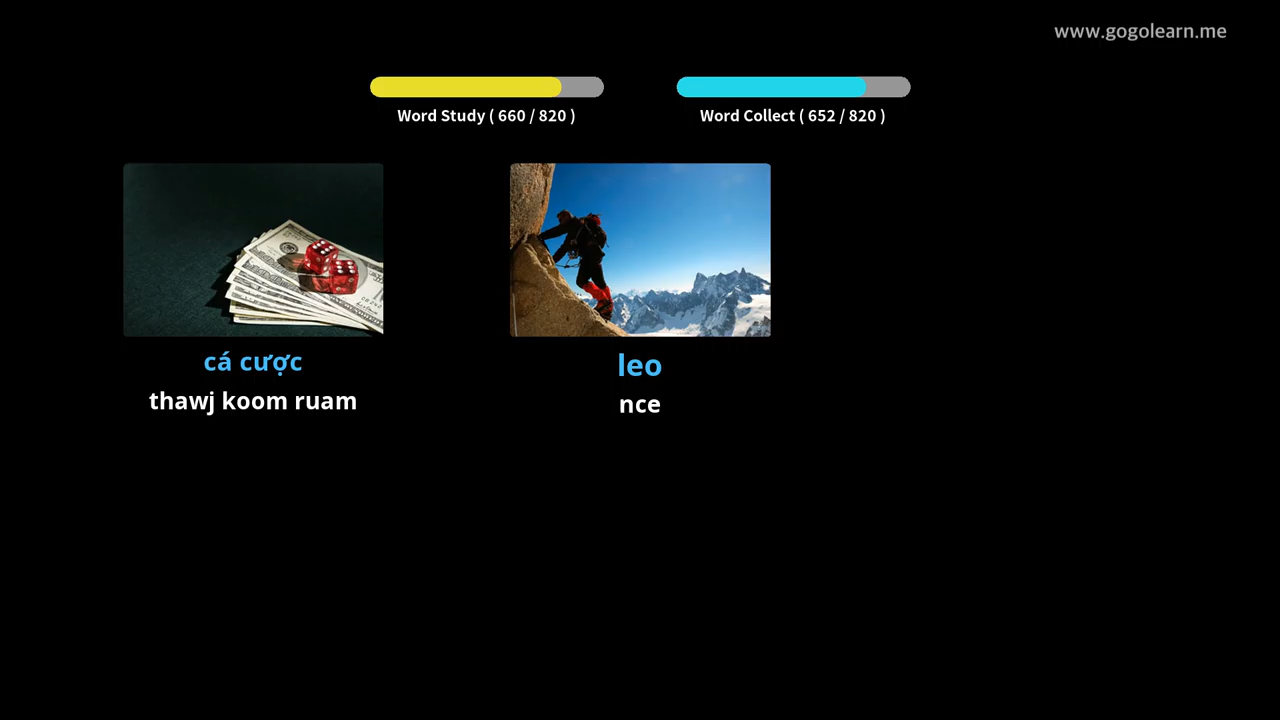 www.gogolearn.me
Word Study ( 660 / 820 )
Word Collect ( 652 / 820 )
cá cược
thawj koom ruam
leo
nce